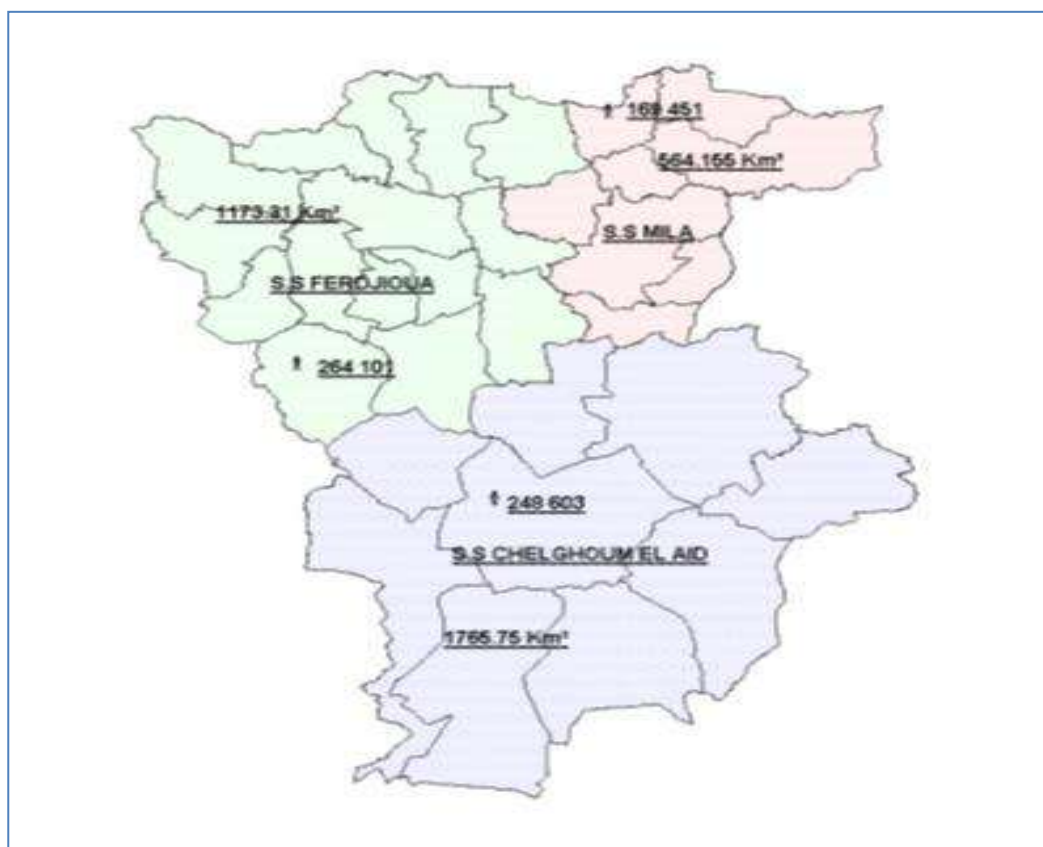 169 451
564.155 Km²
1173.81 Km²
S.S MILA
S.S FERDJIOUA
264 101
248 603
S.S CHELGHOUM EL AID
1765.75 Km²